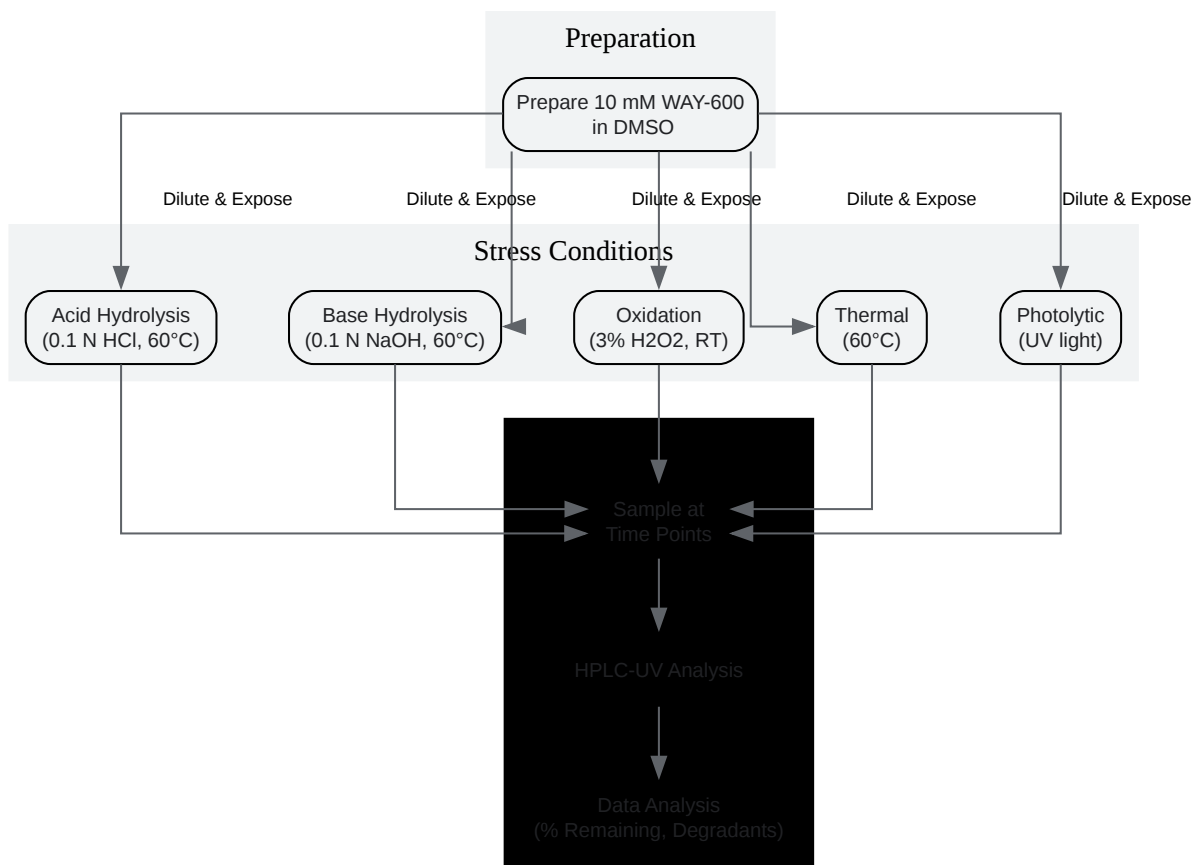 Preparation
Prepare 10 mM WAY-600
in DMSO
Dilute & Expose
Dilute & Expose
Dilute & Expose
Dilute & Expose
Dilute & Expose
Stress Conditions
Acid Hydrolysis
(0.1 N HCl, 60°C)
Base Hydrolysis
(0.1 N NaOH, 60°C)
Oxidation
(3% H2O2, RT)
Thermal
(60°C)
Photolytic
(UV light)
Sample at
Time Points
HPLC-UV Analysis
Data Analysis
(% Remaining, Degradants)